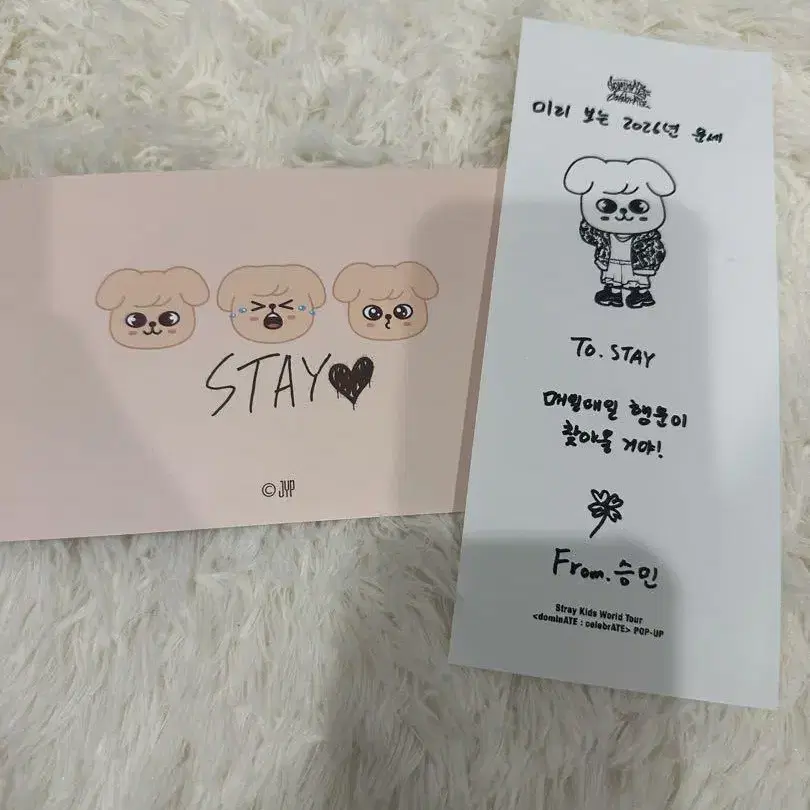 STAY
© JYP
dominATE
celebrATE
미리 보는 2026년 운세
To. STAY
매일매일 행운이
찾아올 거야!
From. 승민
Stray Kids World Tour
<dominATE : celebrATE> POP-UP